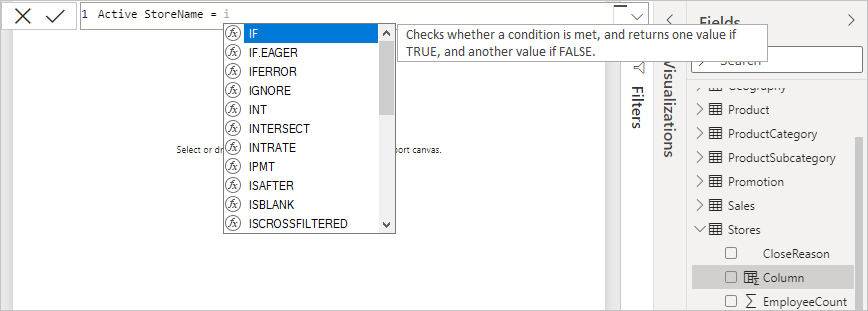 1 Active StoreName = i
IF
IF.EAGER
IFERROR
IGNORE
INT
INTERSECT
INTRATE
IPMT
ISAFTER
ISBLANK
ISCROSSFILTERED
Checks whether a condition is met, and returns one value if
TRUE, and another value if FALSE.
Select or dr
ort canvas.
Filters
Visualizations
Fields
Search
Geography
Product
ProductCategory
ProductSubcategory
Promotion
Sales
Stores
CloseReason
Column
EmployeeCount